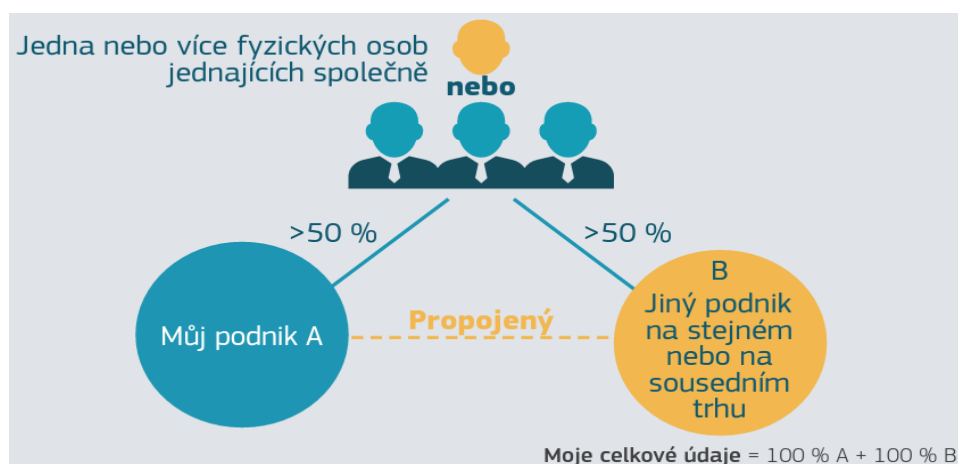 Jedna nebo více fyzických osob
jednajících společně
nebo
>50 %
>50 %
Můj podnik A
Propojený
B
Jiný podnik
na stejném
nebo na
sousedním
trhu
Moje celkové údaje = 100 % A + 100 % B